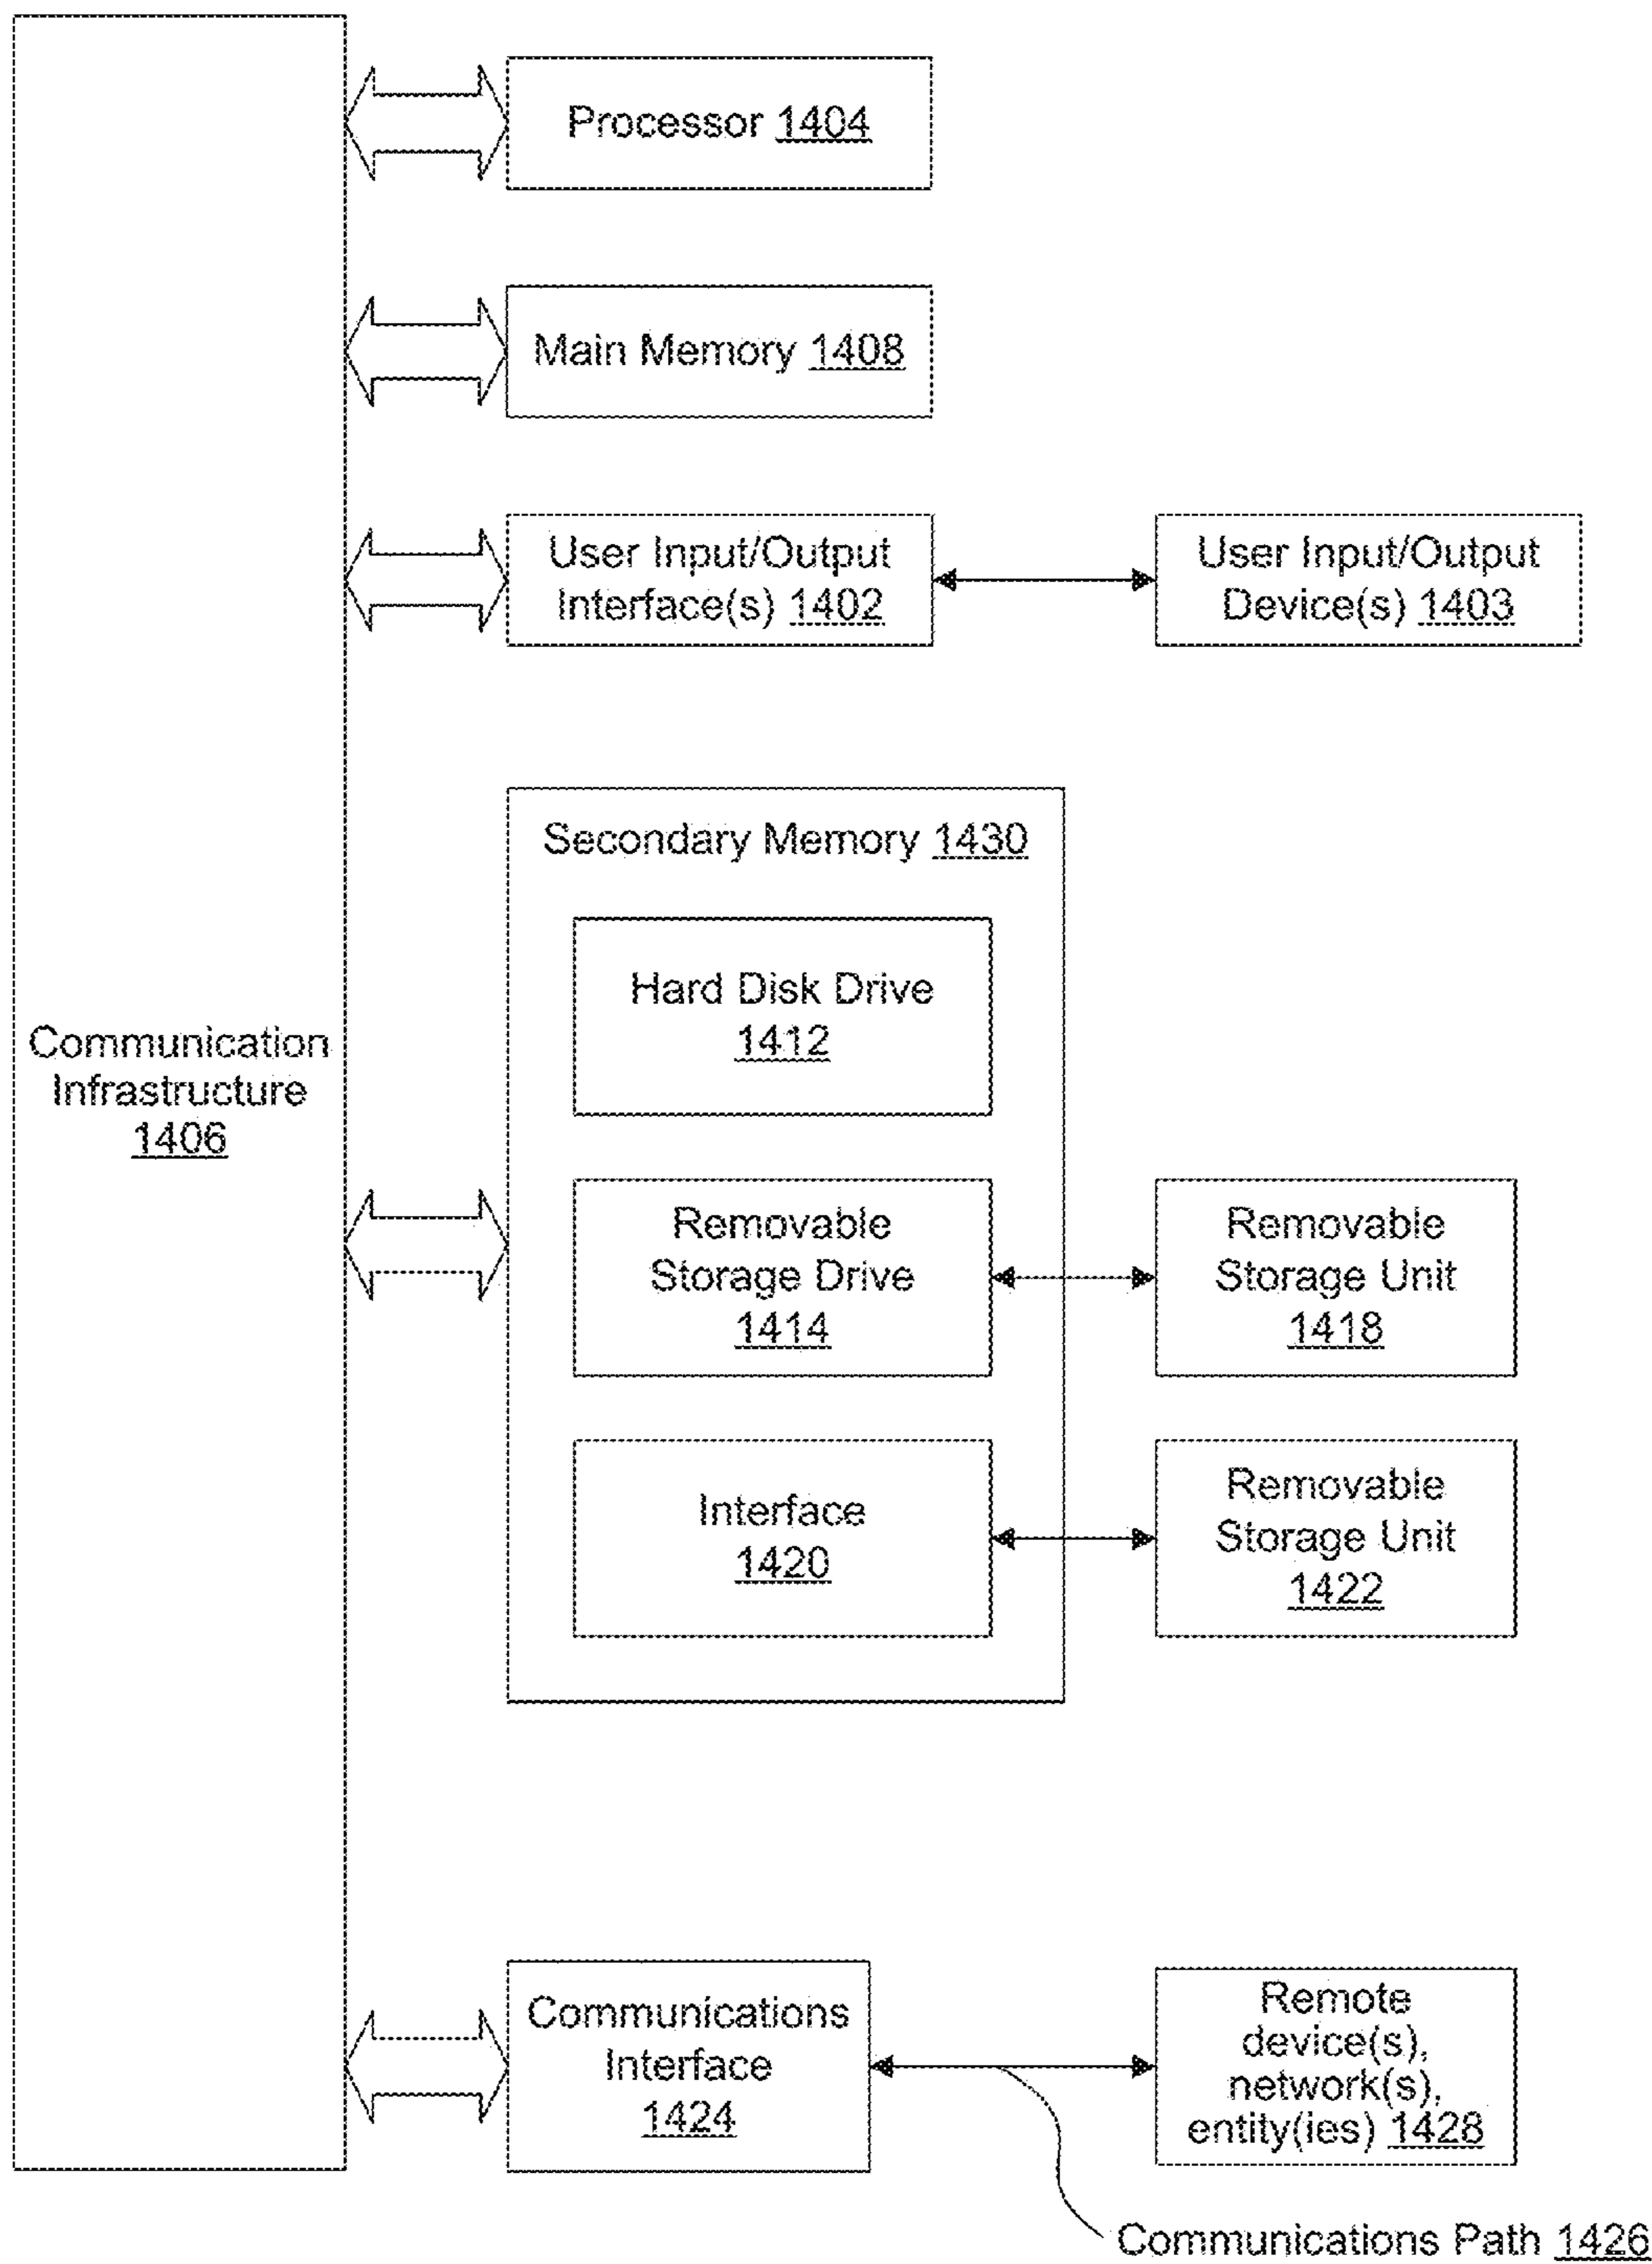 Processor 1404
Main Memory 1408
User Input/Output
Interface(s) 1402
User Input/Output
Device(s) 1403
Secondary Memory 1430
Hard Disk Drive
1412
Communication
Infrastructure
1406
Removable
Storage Drive
1414
Removable
Storage Unit
1418
Interface
1420
Removable
Storage Unit
1422
Communications
Interface
1424
Remote
device(s),
network(s),
entity(ies) 1428
Communications Path 1426